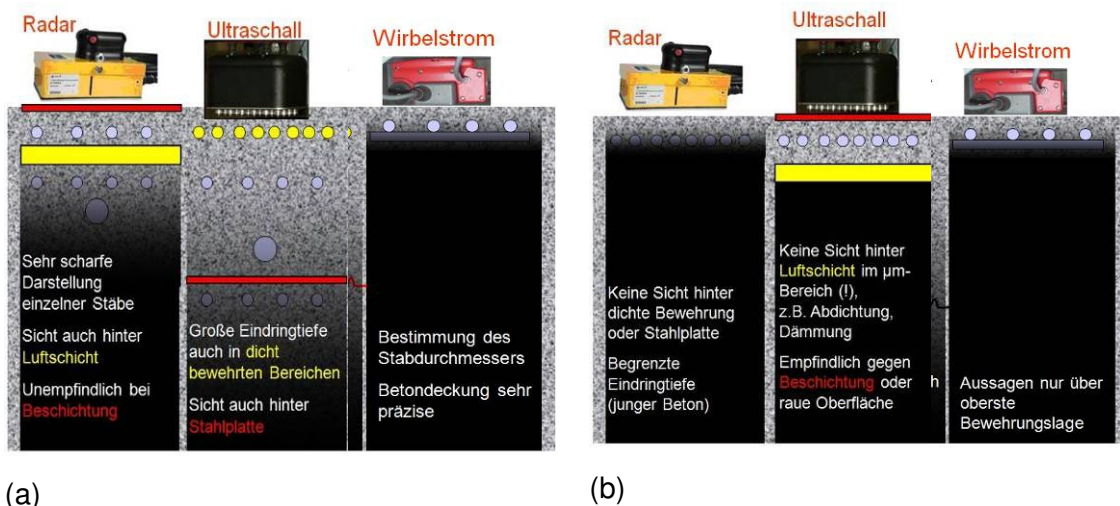 Radar
Ultraschall
Wirbelstrom
Sehr scharfe
Darstellung
einzelner Stäbe
Sicht auch hinter
Luftschicht
Unempfindlich bei
Beschichtung
Große Eindringtiefe
auch in dicht
bewehrten Bereichen
Sicht auch hinter
Stahlplatte
Bestimmung des
Stabdurchmessers
Betondeckung sehr
präzise
(a)
Radar
Ultraschall
Wirbelstrom
Keine Sicht hinter
dichte Bewehrung
oder Stahlplatte
Begrenzte
Eindringtiefe
(junger Beton)
Keine Sicht hinter
Luftschicht im µm-
Bereich (!),
z.B. Abdichtung,
Dämmung
Empfindlich gegen
Beschichtung oder h
raue Oberfläche
Aussagen nur über
oberste
Bewehrungslage
(b)